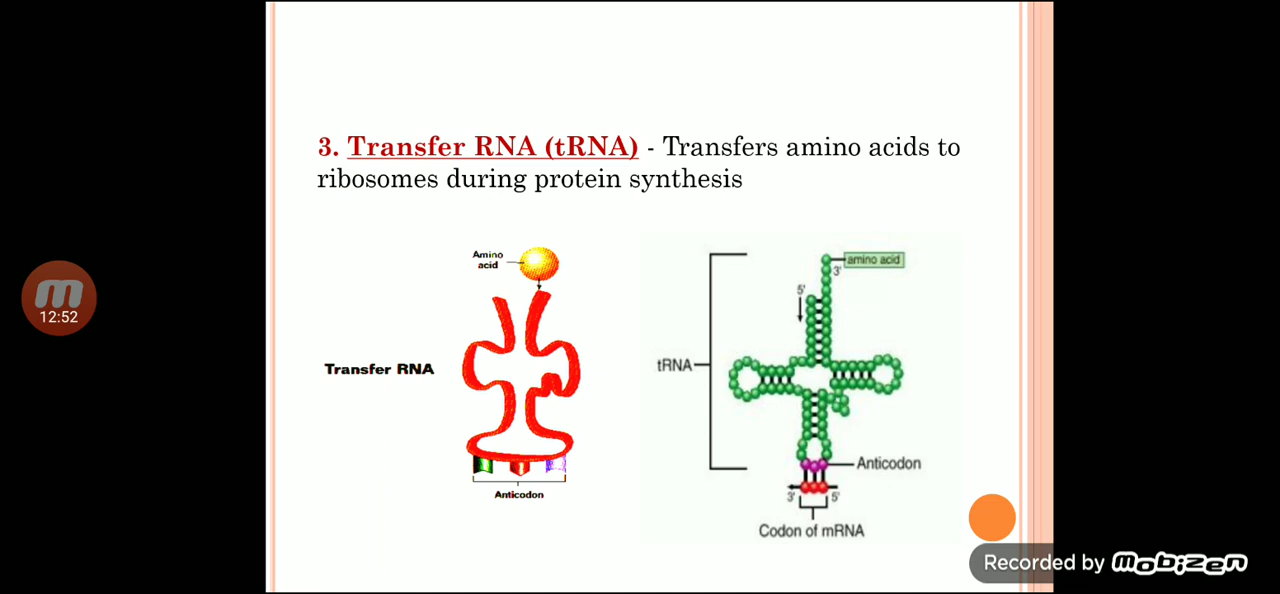 3. Transfer RNA (tRNA) - Transfers amino acids to
ribosomes during protein synthesis
Amino
acid
Transfer RNA
Anticodon
amino acid
3'
5'
tRNA
Anticodon
3'
5'
Codon of mRNA
12:52
Recorded by MOBIZEN